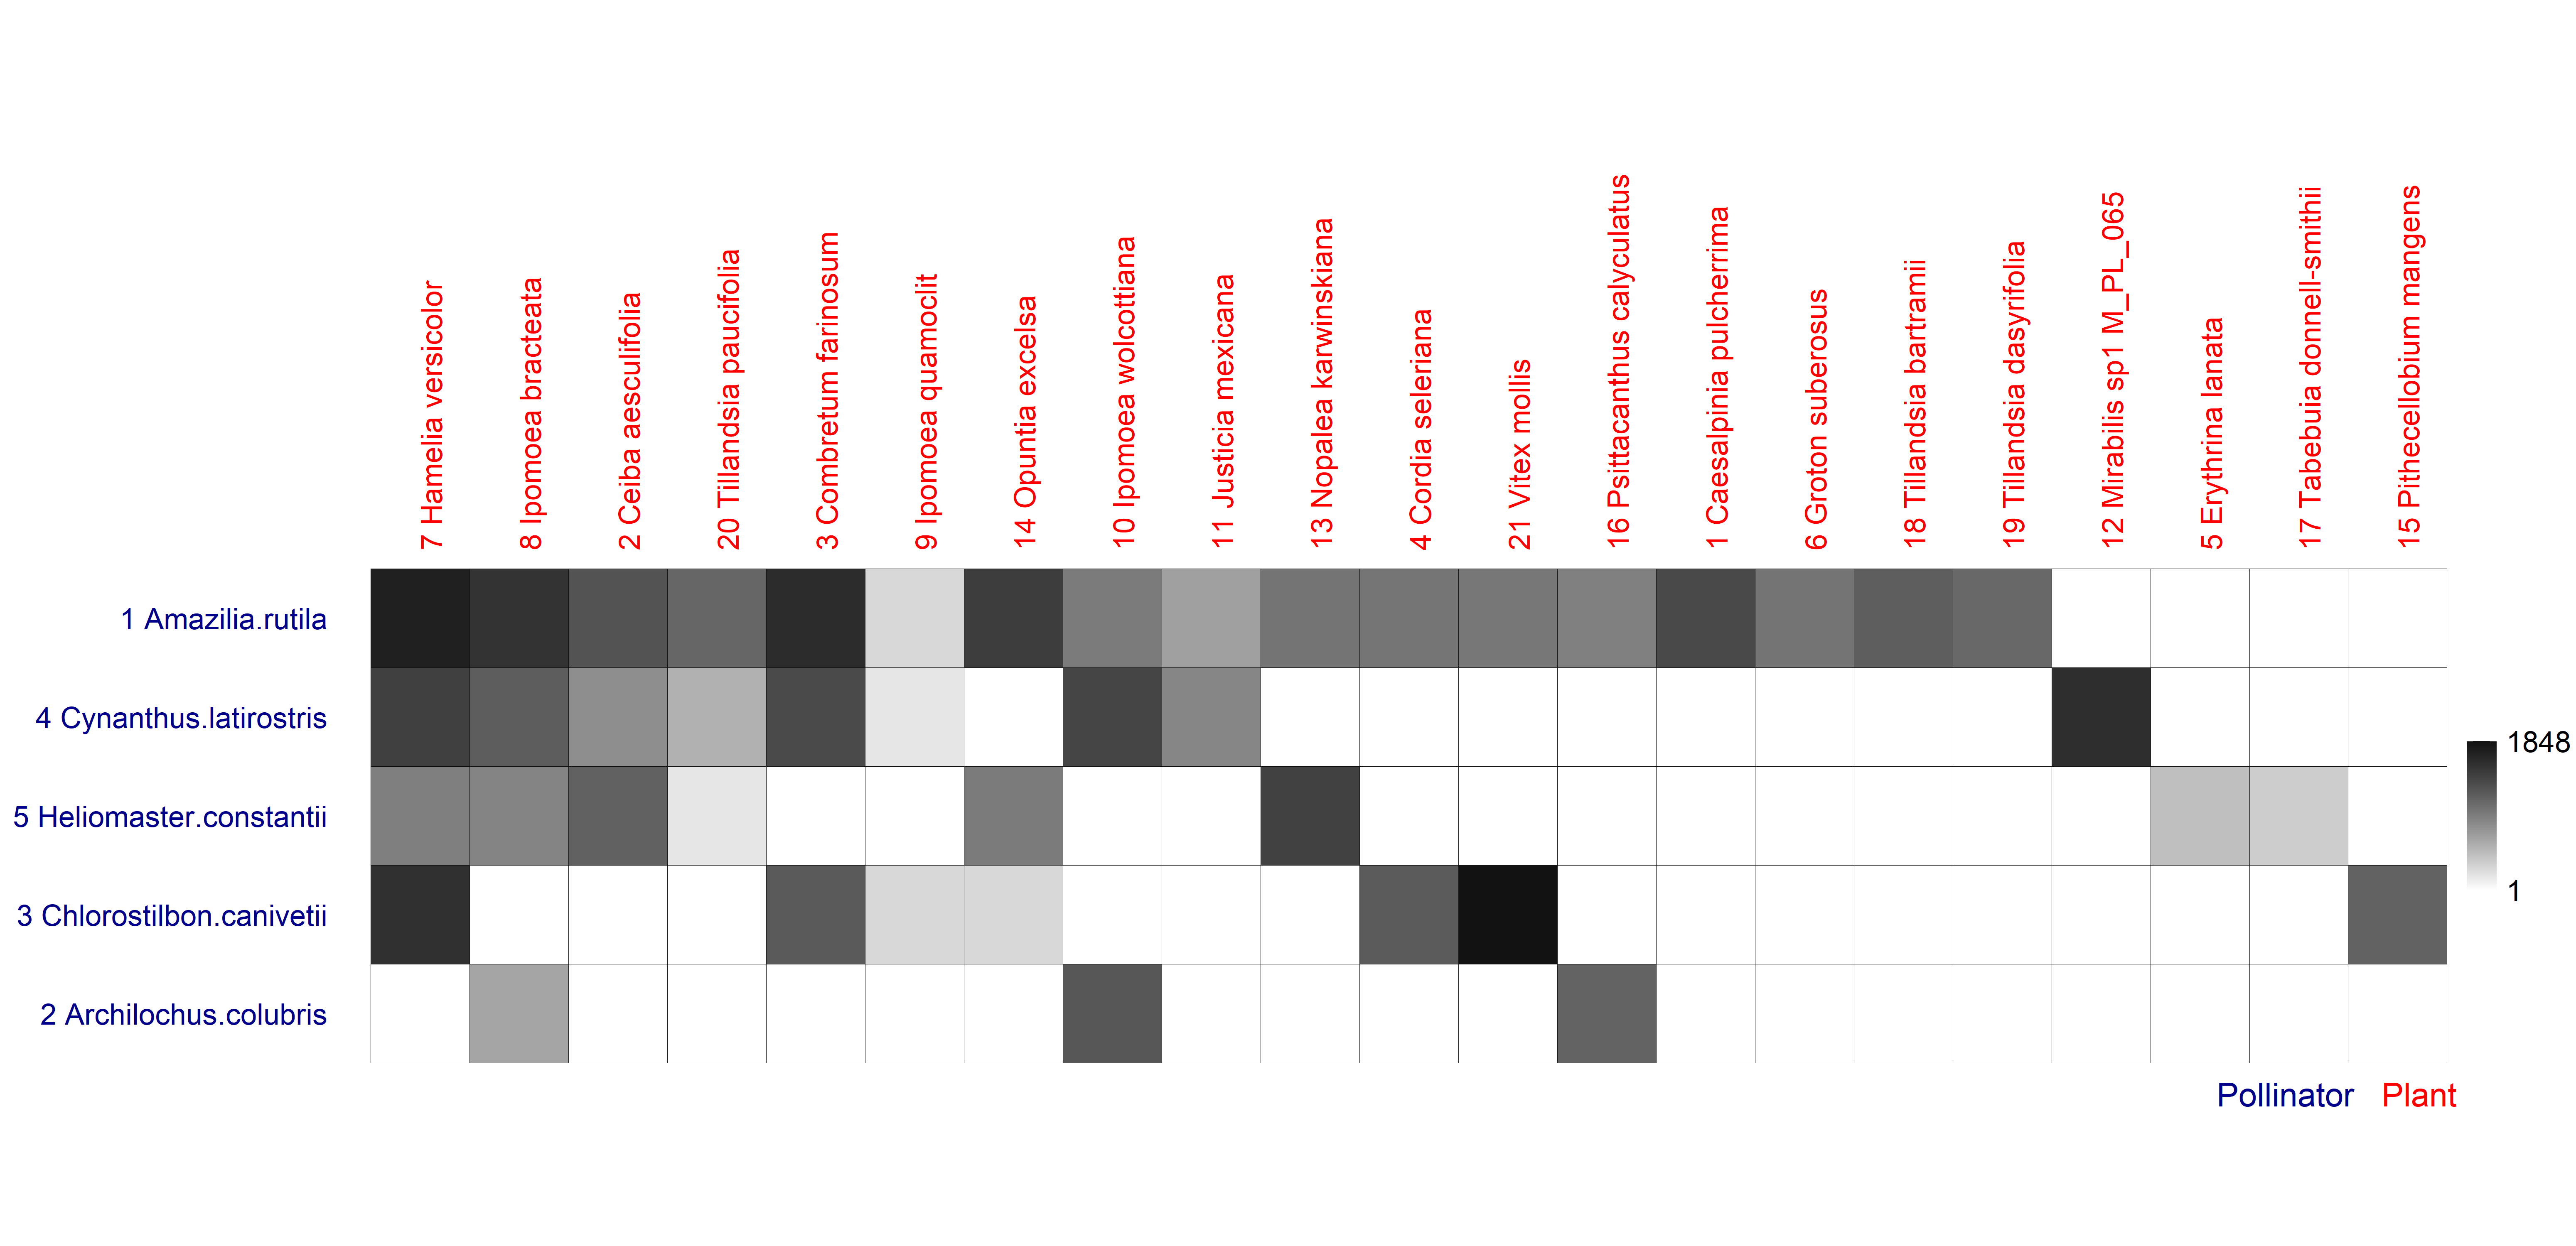 7 Hamelia versicolor
8 Ipomoea bracteata
2 Ceiba aesculifolia
20 Tillandsia paucifolia
3 Combretum farinosum
9 Ipomoea quamoclit
14 Opuntia excelsa
10 Ipomoea wolcottiana
11 Justicia mexicana
13 Nopalea karwinskiana
4 Cordia seleriana
21 Vitex mollis
16 Psittacanthus calyculatus
1 Caesalpinia pulcherrima
6 Groton suberosus
18 Tillandsia bartramii
19 Tillandsia dasyrifolia
12 Mirabilis sp1 M_PL_065
5 Erythrina lanata
17 Tabebuia donnell-smithii
15 Pithecellobium mangens
1 Amazilia.rutila
4 Cynanthus.latirostris
5 Heliomaster.constantii
3 Chlorostilbon.canivetii
2 Archilochus.colubris
1848
1
Pollinator Plant